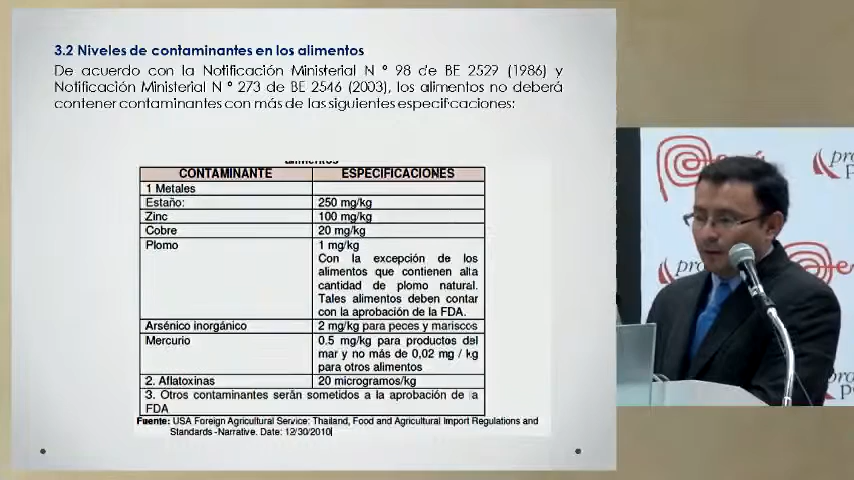 3.2 Niveles de contaminantes en los alimentos
De acuerdo con la Notificación Ministerial N º 98 de BE 2529 (1986) y
Notificación Ministerial N º 273 de BE 2546 (2003), los alimentos no deberá
contener contaminantes con más de las siguientes especificaciones:
alimentos
CONTAMINANTE ESPECIFICACIONES
1 Metales
Estaño: 250 mg/kg
Zinc 100 mg/kg
Cobre 20 mg/kg
Plomo 1 mg/kg
Con la excepción de los
alimentos que contienen alta
cantidad de plomo natural.
Tales alimentos deben contar
con la aprobación de la FDA.
Arsénico inorgánico 2 mg/kg para peces y mariscos
Mercurio 0.5 mg/kg para productos del
mar y no más de 0,02 mg / kg
para otros alimentos
2. Aflatoxinas 20 microgramos/kg
3. Otros contaminantes serán sometidos a la aprobación de la
FDA
Fuente: USA Foreign Agricultural Service: Thailand, Food and Agricultural Import Regulations and
Standards -Narrative. Date: 12/30/2010